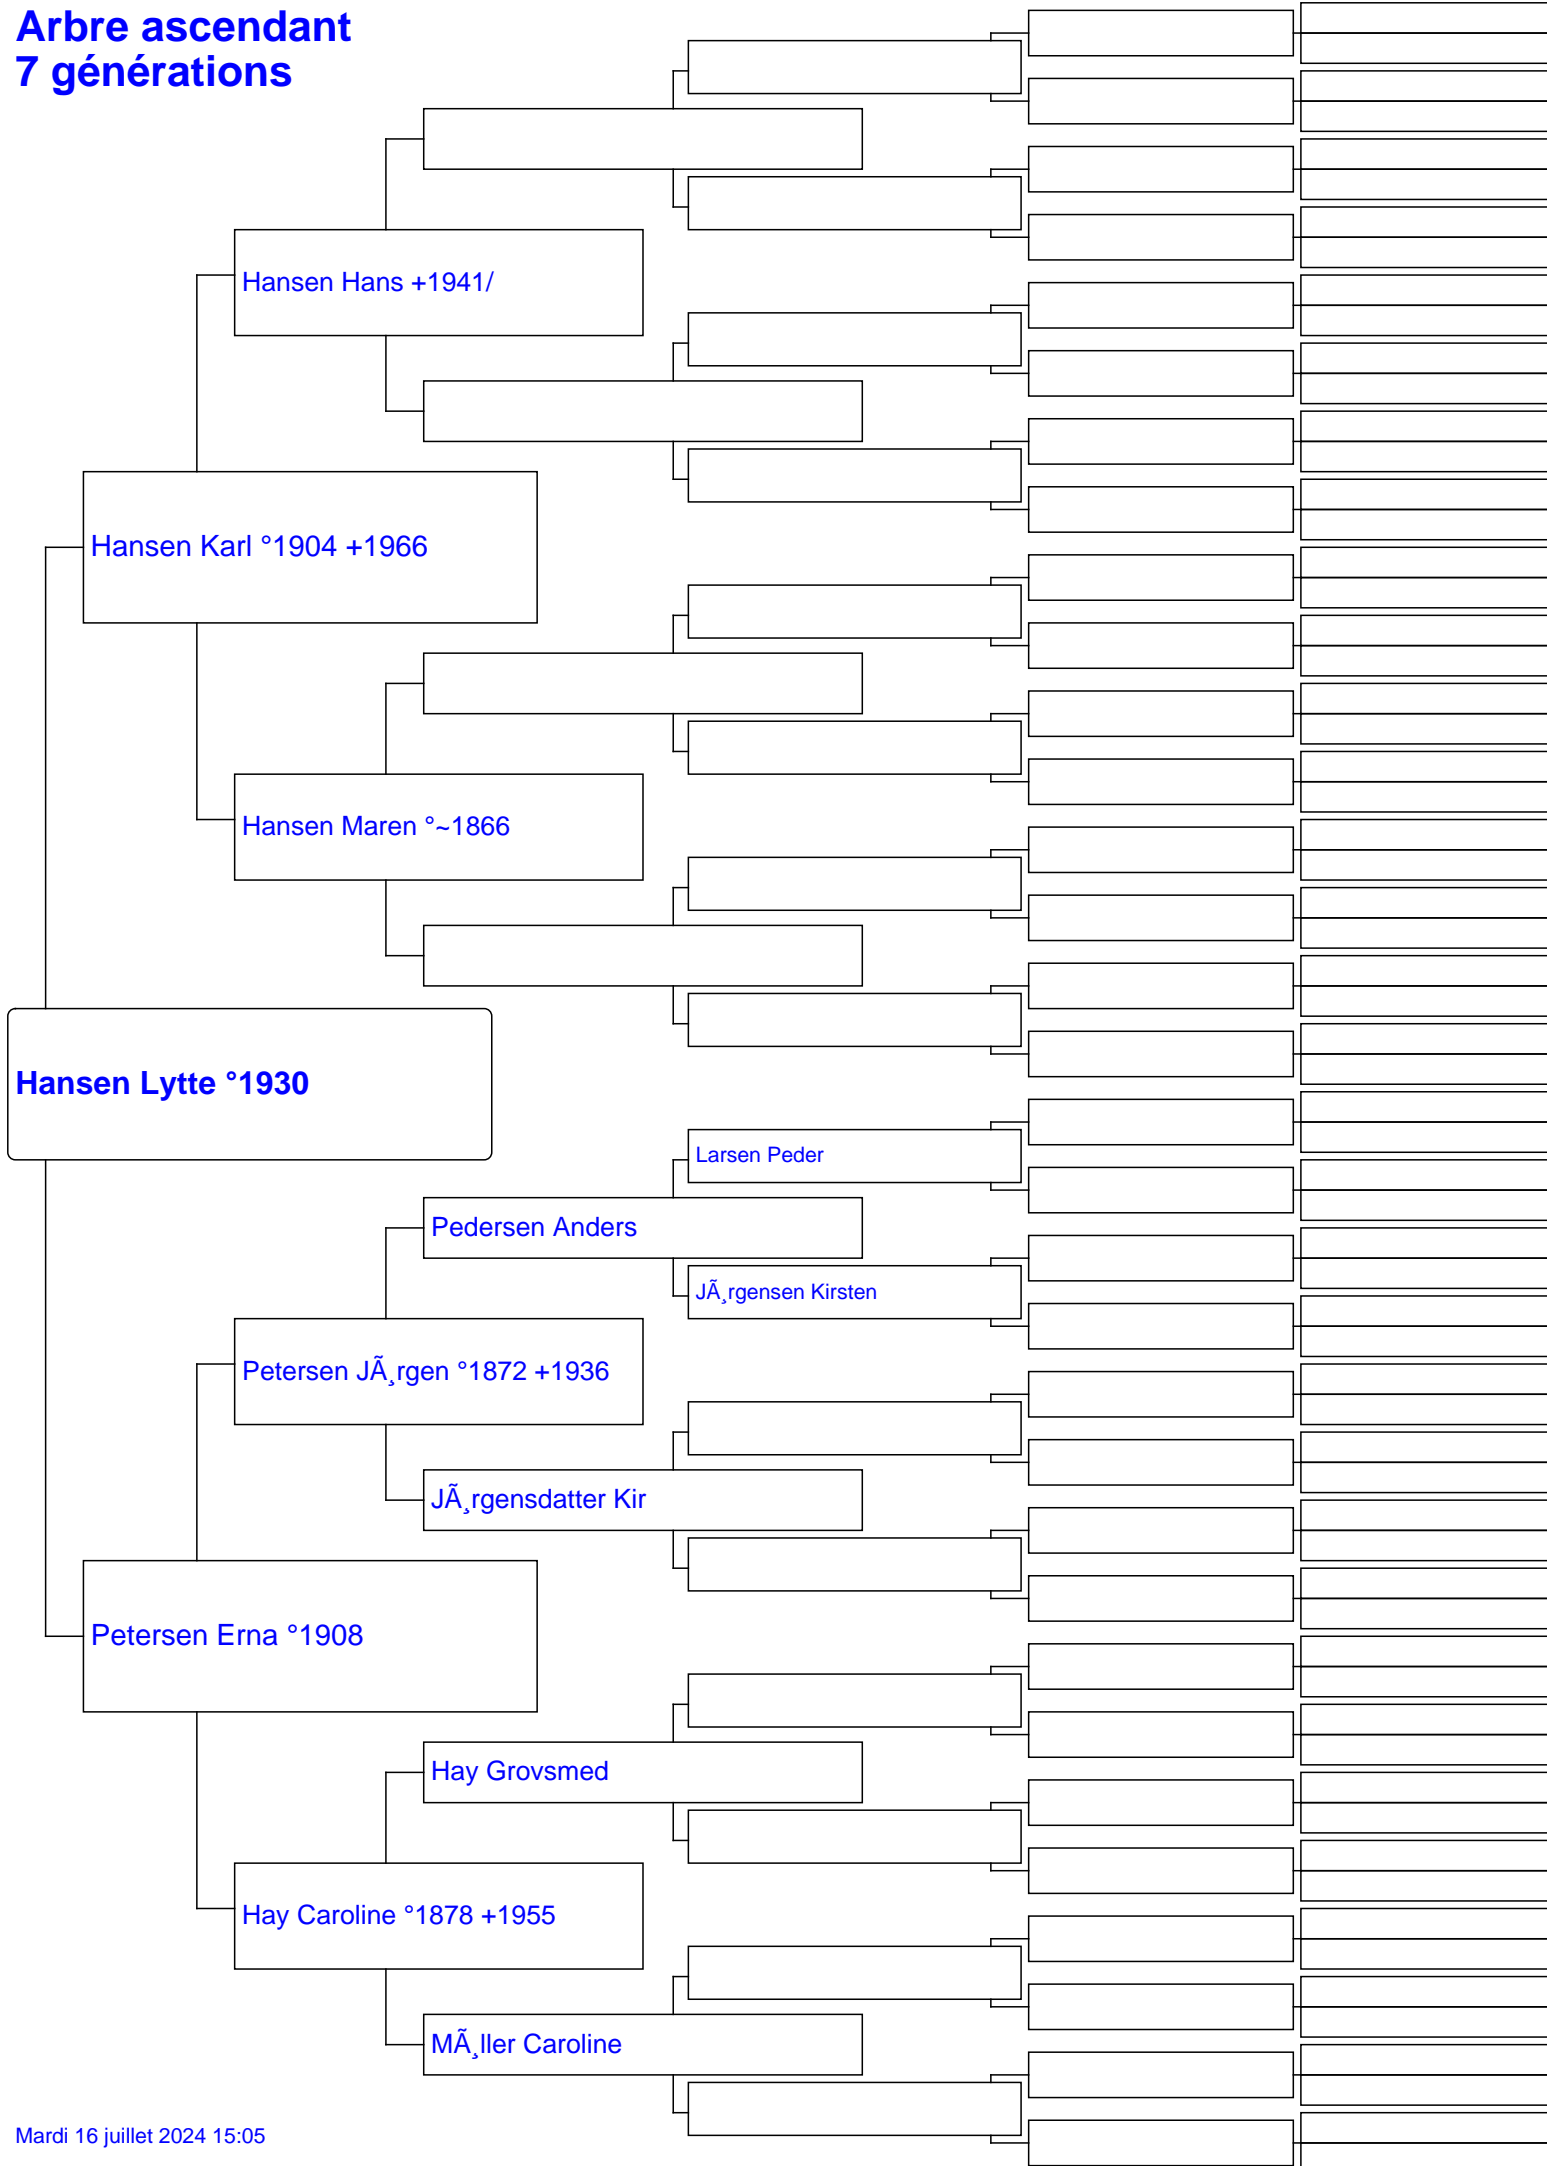 Arbre ascendant
7 générations
Hansen Hans +1941/
Hansen Karl °1904 +1966
Hansen Maren °~1866
Hansen Lytte °1930
Larsen Peder
Pedersen Anders
JÃ¸rgensen Kirsten
Petersen JÃ¸rgen °1872 +1936
JÃ¸rgensdatter Kir
Petersen Erna °1908
Hay Grovsmed
Hay Caroline °1878 +1955
MÃ¸ller Caroline
Mardi 16 juillet 2024 15:05